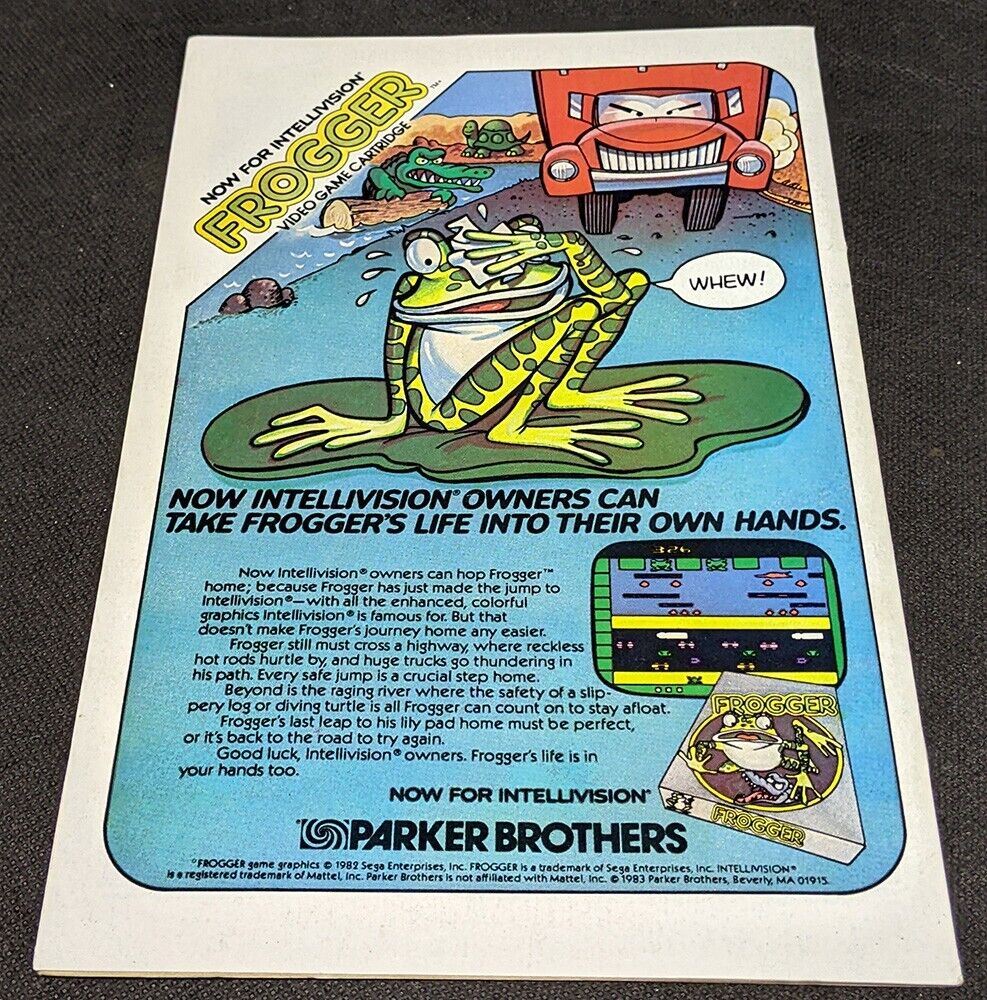 NOW FOR INTELLIVISION®
FROGGER™
VIDEO GAME CARTRIDGE
WHEW!
NOW INTELLIVISION® OWNERS CAN
TAKE FROGGER'S LIFE INTO THEIR OWN HANDS.
326
Now Intellivision® owners can hop Frogger™
home; because Frogger has just made the jump to
Intellivision®—with all the enhanced, colorful
graphics Intellivision® is famous for. But that
doesn't make Frogger's journey home any easier.
Frogger still must cross a highway, where reckless
hot rods hurtle by, and huge trucks go thundering in
his path. Every safe jump is a crucial step home.
Beyond is the raging river where the safety of a slip-
pery log or diving turtle is all Frogger can count on to stay afloat.
Frogger's last leap to his lily pad home must be perfect,
or it's back to the road to try again.
Good luck, Intellivision® owners. Frogger's life is in
your hands too.
FROGGER
FROGGER
NOW FOR INTELLIVISION®
PARKER BROTHERS
"FROGGER game graphics © 1982 Sega Enterprises, Inc. FROGGER is a trademark of Sega Enterprises, Inc. INTELLIVISION®
is a registered trademark of Mattel, Inc. Parker Brothers is not affiliated with Mattel, Inc. © 1983 Parker Brothers, Beverly, MA 01915.